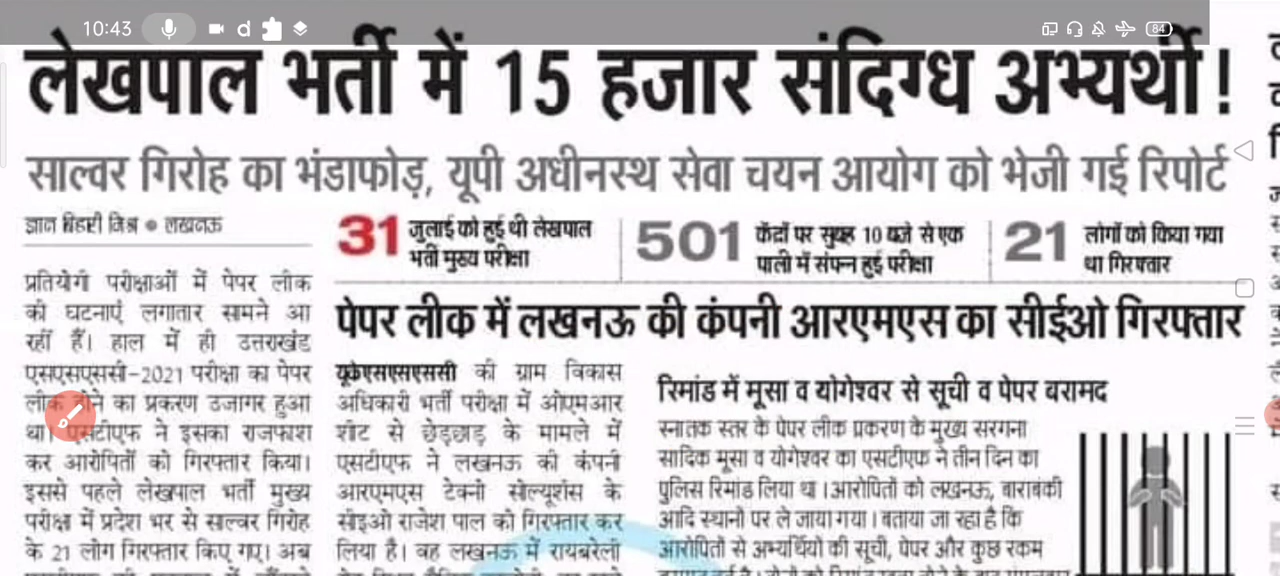 10:43
84
लेखपाल भर्ती में 15 हजार संदिग्ध अभ्यर्थी!
साल्वर गिरोह का भंडाफोड़, यूपी अधीनस्थ सेवा चयन आयोग को भेजी गई रिपोर्ट
ज्ञान बिहारी मिश्र ● लखनऊ
31 जुलाई को हुई थी लेखपाल
भर्ती मुख्य परीक्षा
501 केंद्रों पर सुबह 10 बजे से एक
पाली में संपन्न हुई परीक्षा
21 लोगों को किया गया
था गिरफ्तार
प्रतियोगी परीक्षाओं में पेपर लीक
की घटनाएं लगातार सामने आ
रहीं हैं। हाल में ही उत्तराखंड
एसएसएससी-2021 परीक्षा का पेपर
लीक होने का प्रकरण उजागर हुआ
था। एसटीएफ ने इसका राजफाश
कर आरोपितों को गिरफ्तार किया।
इससे पहले लेखपाल भर्ती मुख्य
परीक्षा में प्रदेश भर से साल्वर गिरोह
के 21 लोग गिरफ्तार किए गए। अब
पेपर लीक में लखनऊ की कंपनी आरएमएस का सीईओ गिरफ्तार
यूकेएसएसएससी की ग्राम विकास
अधिकारी भर्ती परीक्षा में ओएमआर
शीट से छेड़छाड़ के मामले में
एसटीएफ ने लखनऊ की कंपनी
आरएमएस टेक्नो सोल्यूशंस के
सीइओ राजेश पाल को गिरफ्तार कर
लिया है। वह लखनऊ में रायबरेली
रिमांड में मूसा व योगेश्वर से सूची व पेपर बरामद
स्नातक स्तर के पेपर लीक प्रकरण के मुख्य सरगना
सादिक मूसा व योगेश्वर का एसटीएफ ने तीन दिन का
पुलिस रिमांड लिया था। आरोपितों को लखनऊ, बाराबंकी
आदि स्थानों पर ले जाया गया। बताया जा रहा है कि
आरोपितों से अभ्यर्थियों की सूची, पेपर और कुछ रकम